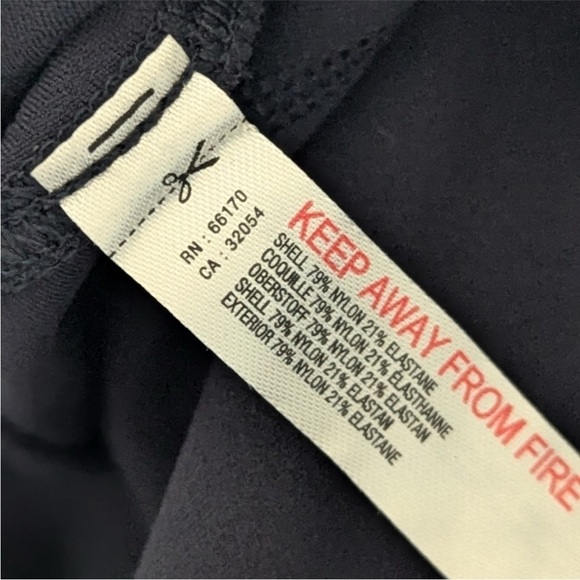 RN : 66170
CA : 32054
KEEP AWAY FROM FIRE
SHELL 79% NYLON 21% ELASTANE
COQUILLE 79% NYLON 21% ELASTHANNE
OBERSTOFF 79% NYLON 21% ELASTAN
SHELL 79% NYLON 21% ELASTAN
EXTERIOR 79% NYLON 21% ELASTANE